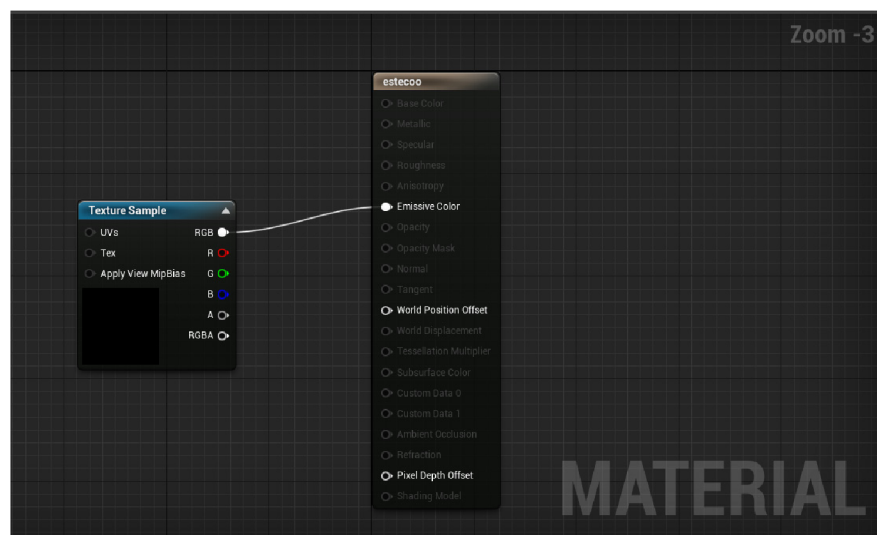 Zoom -3
estecoo
Base Color
Metallic
Specular
Roughness
Anisotropy
Emissive Color
Opacity
Opacity Mask
Normal
Tangent
World Position Offset
World Displacement
Tessellation Multiplier
Subsurface Color
Custom Data 0
Custom Data 1
Ambient Occlusion
Refraction
Pixel Depth Offset
Shading Model
Texture Sample
UVs RGB
Tex R
Apply View MipBias G
B
A
RGBA
MATERIAL